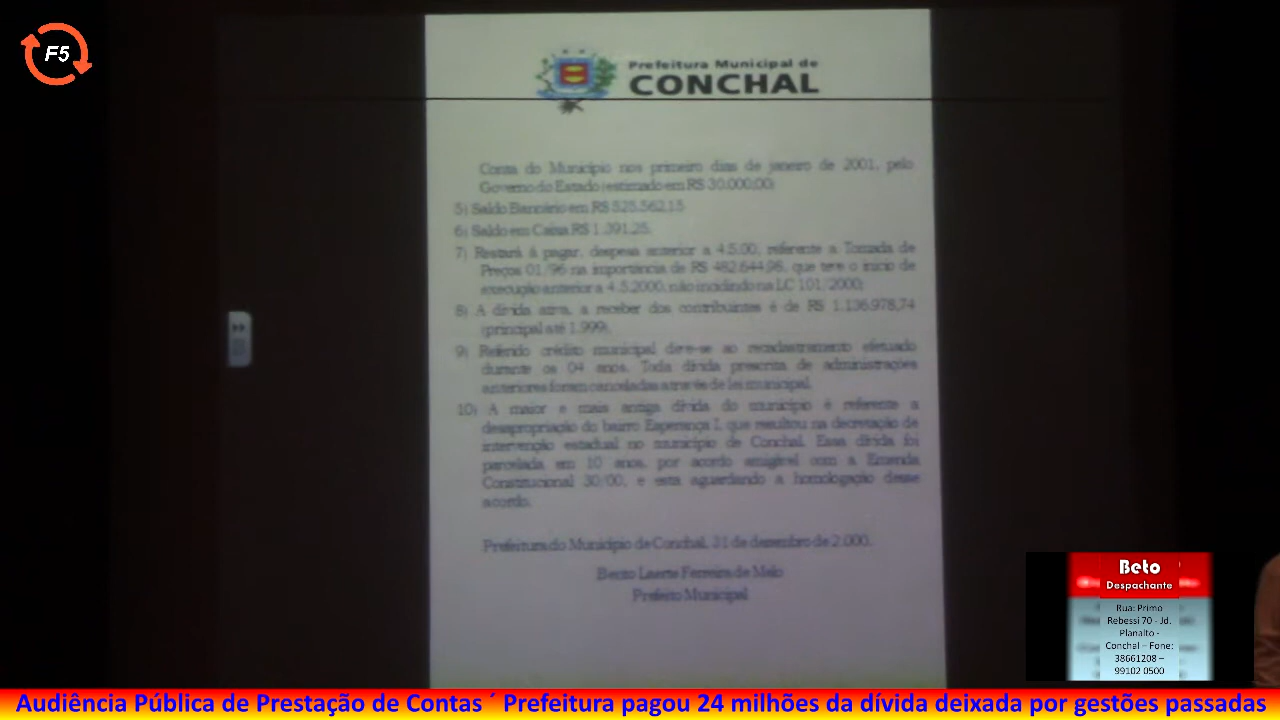 F5
Prefeitura Municipal de
CONCHAL
Conta do Município nos primeiro dias de janeiro de 2001, pelo
Governo do Estado (estimado em R$ 30.000,00);
5) Saldo Bancário em R$ 525.562,15
6) Saldo em Caixa R$ 1.391,25.
7) Restará á pagar, despesa anterior a 4.5.00, referente a Tomada de
Preços 01/96 na importância de R$ 482.644,96, que teve o inicio de
execução anterior a 4.5.2000, não incidindo na LC 101/2000;
8) A dívida ativa, a receber dos contribuintes é de R$ 1.136.978,74
(principal até 1.999).
9) Referido crédito municipal deve-se ao recadastramento efetuado
durante os 04 anos. Toda dívida prescrita de administrações
anteriores foram canceladas através de lei municipal.
10) A maior e mais antiga dívida do município é referente a
desapropriação do bairro Esperança I, que resultou na decretação de
intervenção estadual no município de Conchal. Essa dívida foi
parcelada em 10 anos, por acordo amigável com a Emenda
Constitucional 30/00, e esta aguardando a homologação desse
acordo.
Prefeitura do Município de Conchal, 31 de dezembro de 2.000.
Bento Laerte Ferreira de Melo
Prefeito Municipal
Beto
Despachante
Rua: Primo
Rebessi 70 - Jd.
Planalto -
Conchal – Fone:
38661208 –
99102 0500
Audiência Pública de Prestação de Contas ´ Prefeitura pagou 24 milhões da dívida deixada por gestões passadas